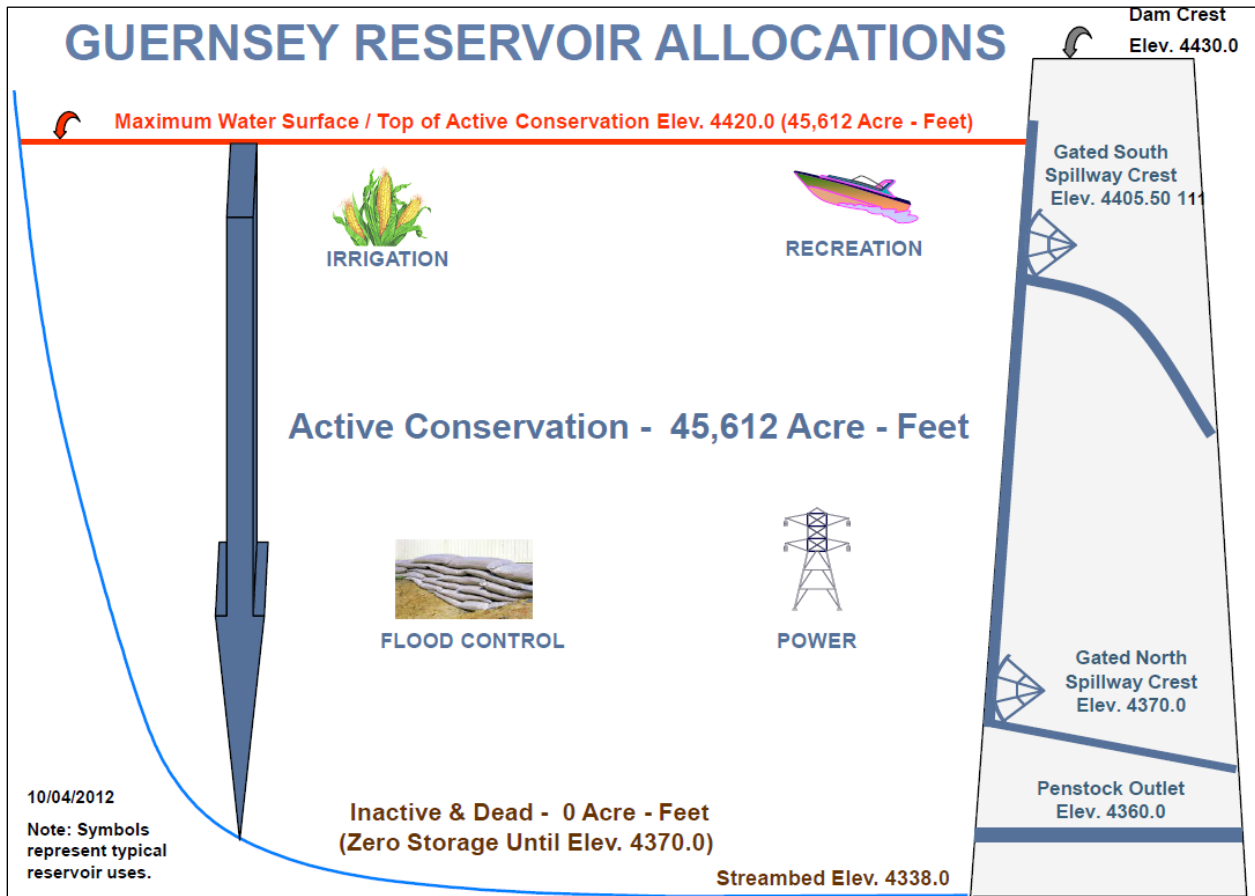 GUERNSEY RESERVOIR ALLOCATIONS
Dam Crest
Elev. 4430.0
Maximum Water Surface / Top of Active Conservation Elev. 4420.0 (45,612 Acre - Feet)
Gated South
Spillway Crest
Elev. 4405.50 111
IRRIGATION
RECREATION
Active Conservation - 45,612 Acre - Feet
FLOOD CONTROL
POWER
Gated North
Spillway Crest
Elev. 4370.0
Penstock Outlet
Elev. 4360.0
10/04/2012
Note: Symbols
represent typical
reservoir uses.
Inactive & Dead - 0 Acre - Feet
(Zero Storage Until Elev. 4370.0)
Streambed Elev. 4338.0